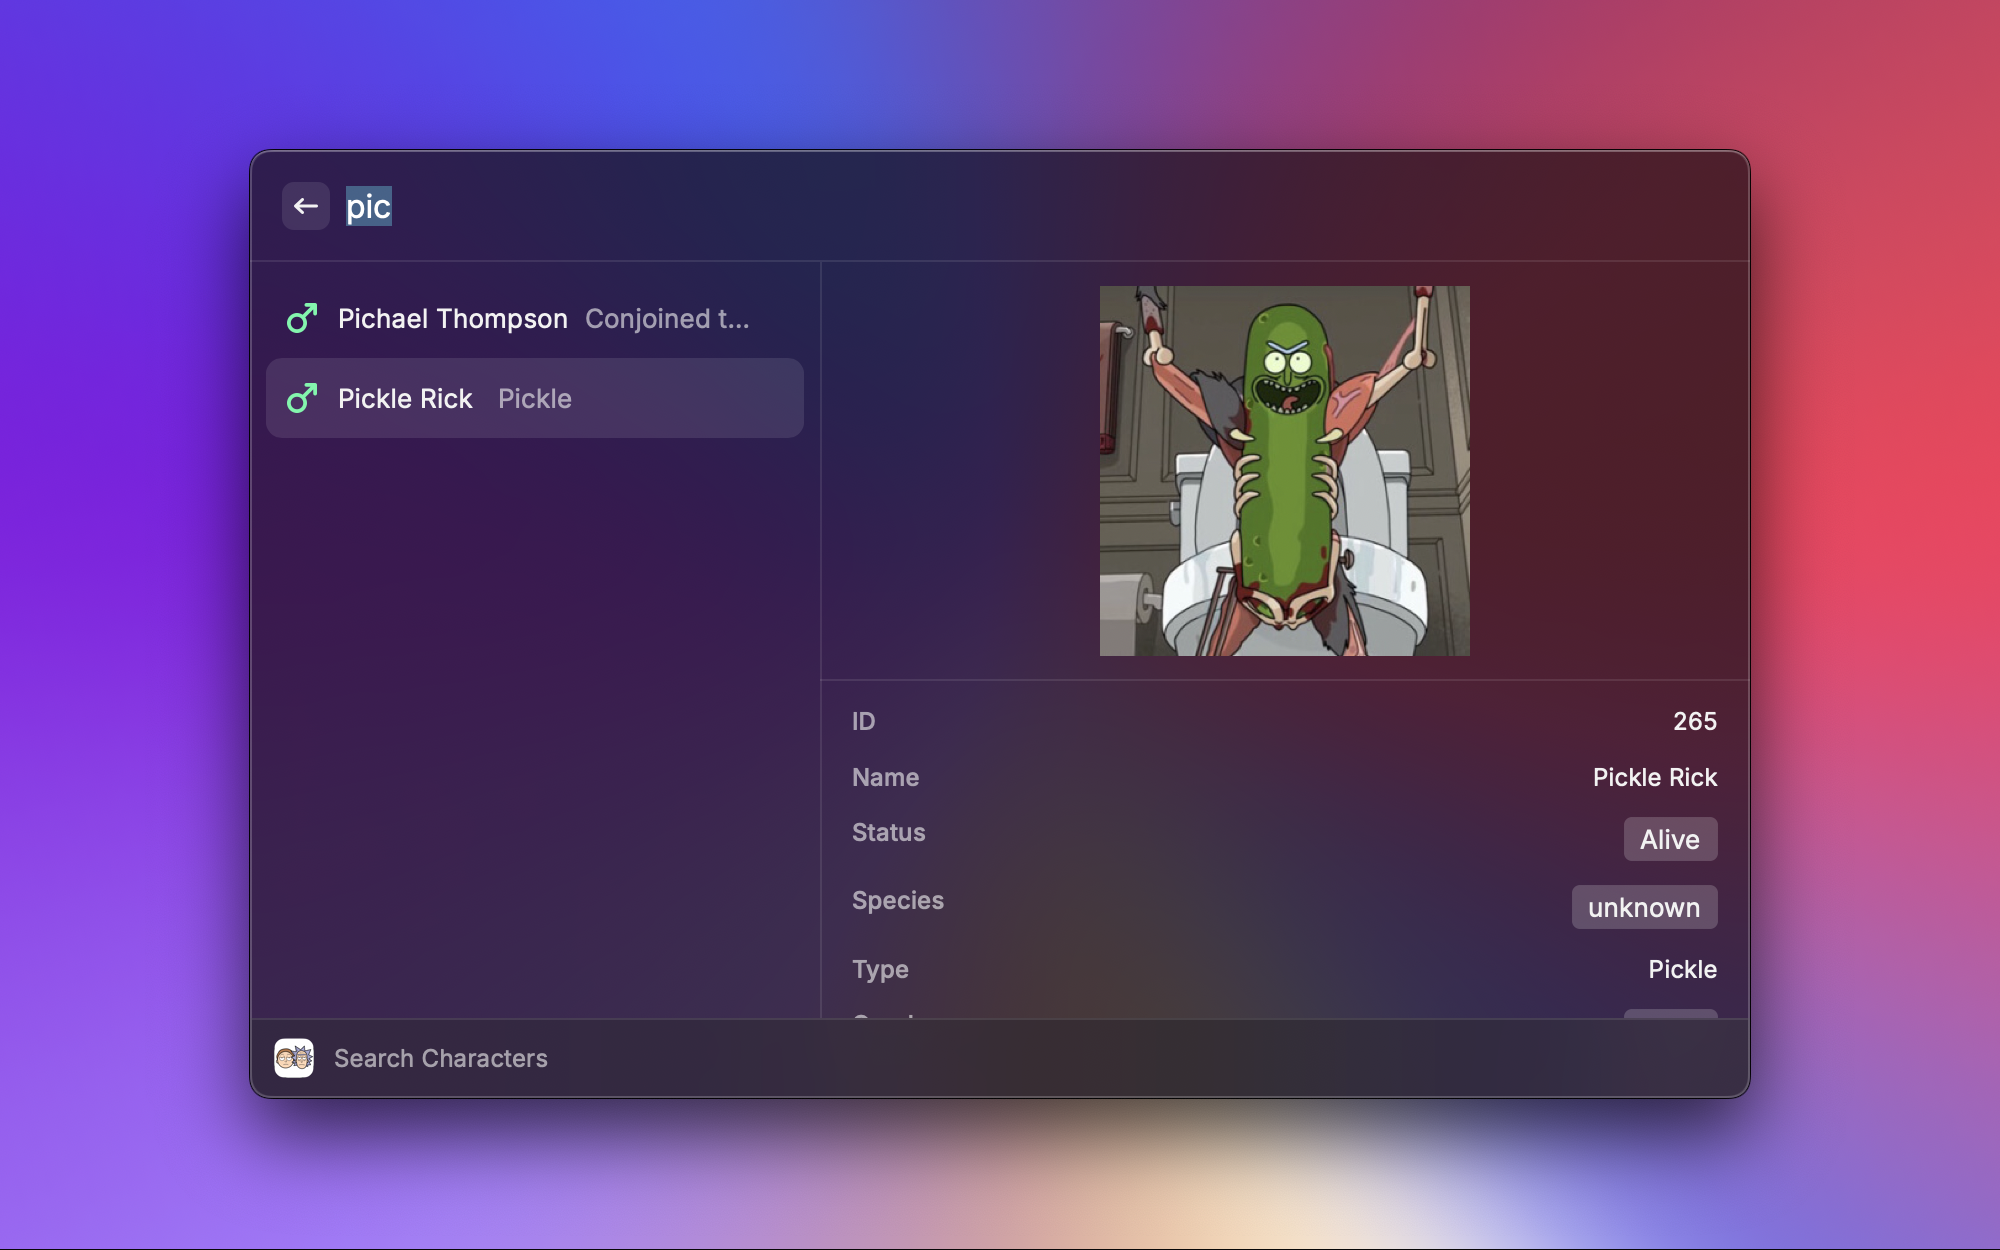 pic
Pichael Thompson Conjoined t...
Pickle Rick Pickle
ID 265
Name Pickle Rick
Status Alive
Species unknown
Type Pickle
Search Characters